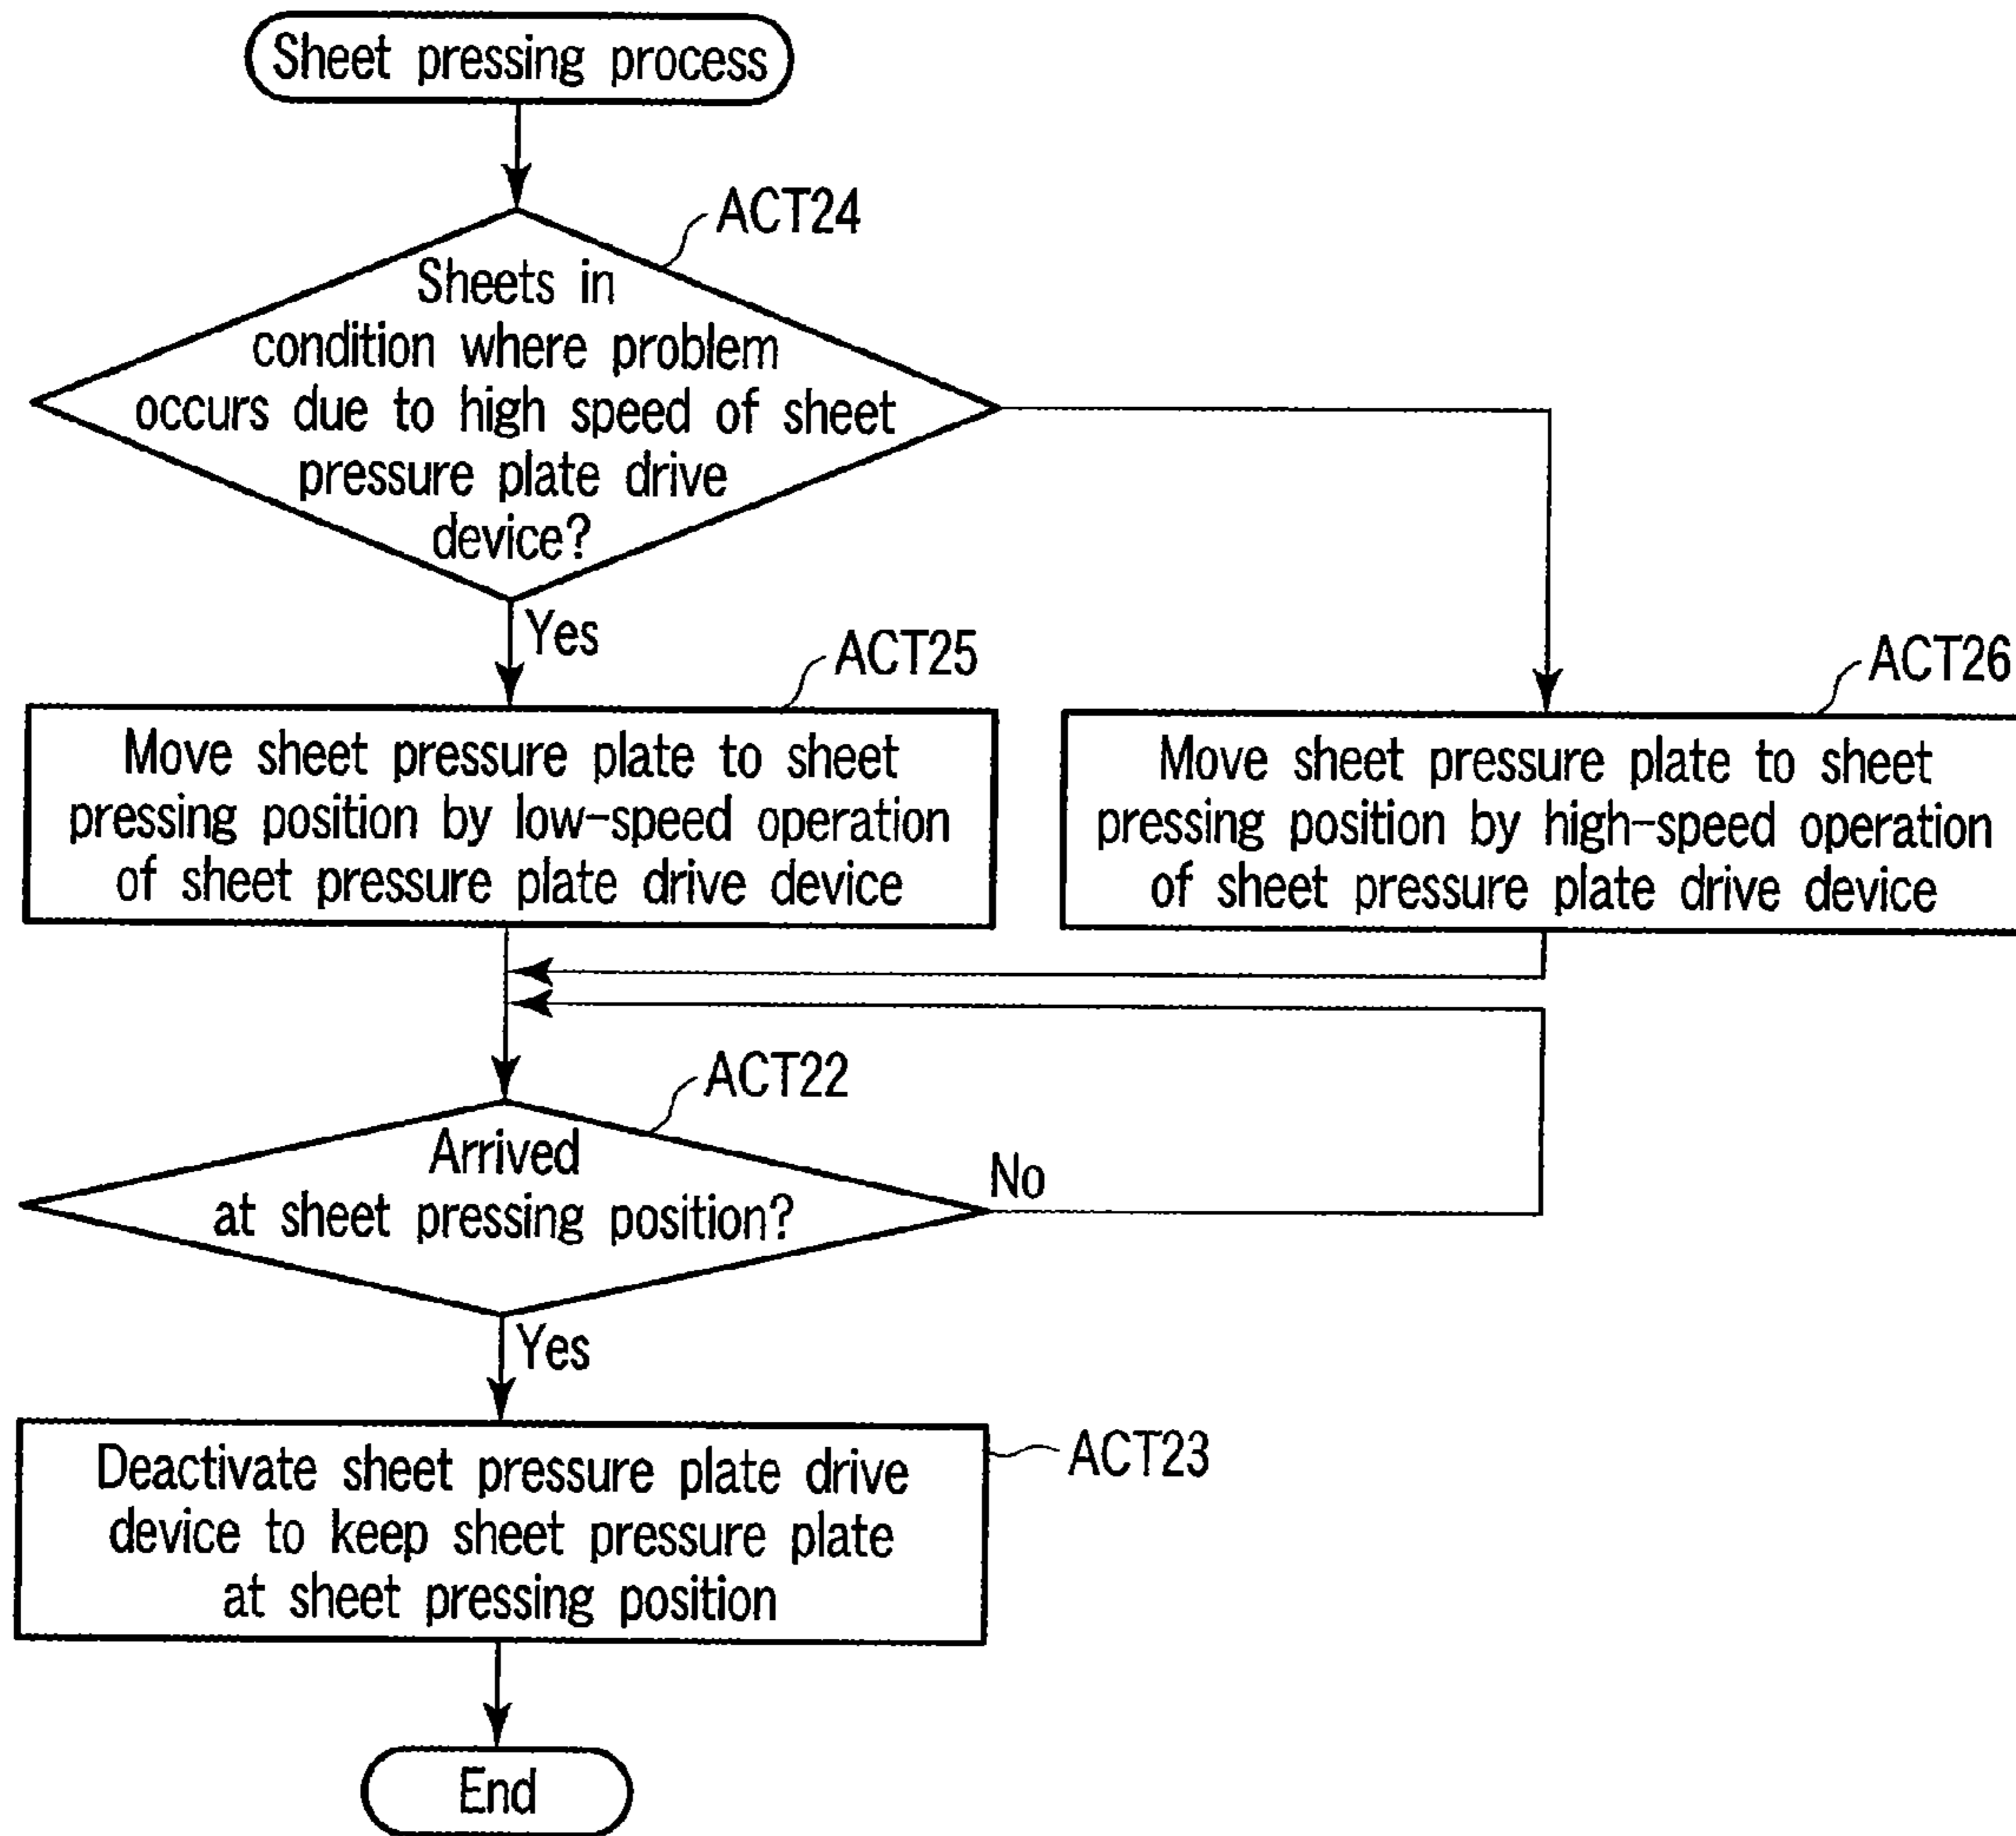 Sheet pressing process
ACT24
Sheets in
condition where problem
occurs due to high speed of sheet
pressure plate drive
device?
Yes
ACT25
Move sheet pressure plate to sheet
pressing position by low-speed operation
of sheet pressure plate drive device
ACT26
Move sheet pressure plate to sheet
pressing position by high-speed operation
of sheet pressure plate drive device
ACT22
Arrived
at sheet pressing position?
No
Yes
ACT23
Deactivate sheet pressure plate drive
device to keep sheet pressure plate
at sheet pressing position
End